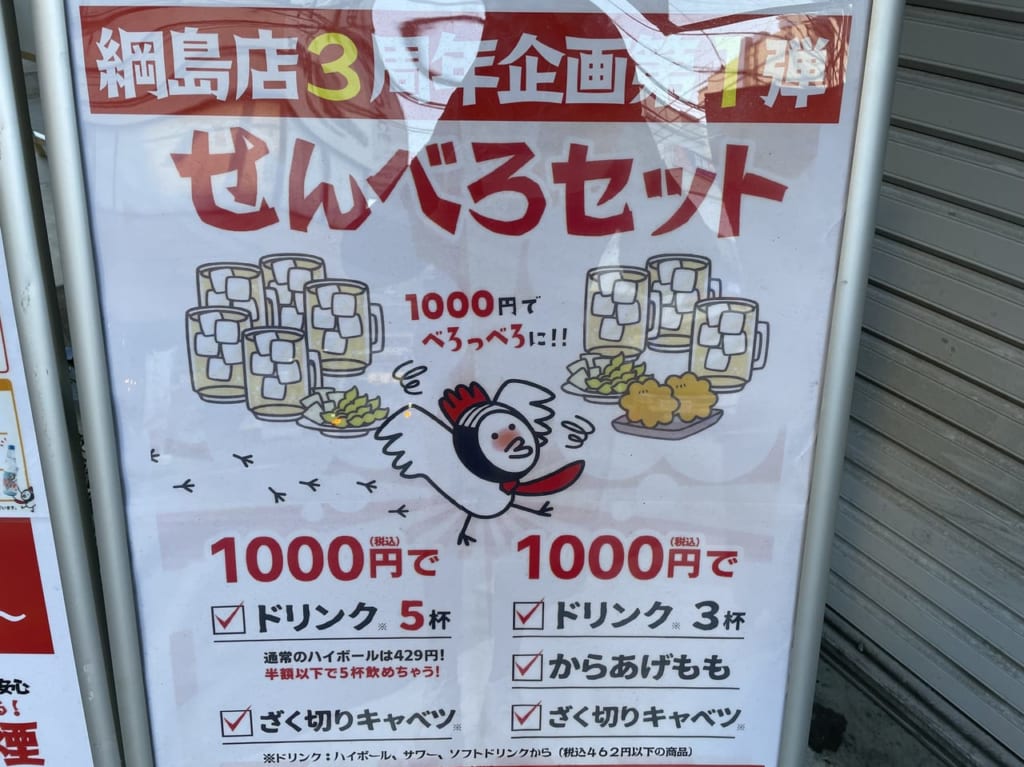 綱島店3周年企画第1弾
せんべろセット
1000円で
べろっべろに!!
1000円(税込)で
ドリンク※ 5杯
通常のハイボールは429円!
半額以下で5杯飲めちゃう!
ざく切りキャベツ※
1000円(税込)で
ドリンク※ 3杯
からあげもも
ざく切りキャベツ※
※ドリンク:ハイボール、サワー、ソフトドリンクから(税込462円以下の商品)
安心
煙